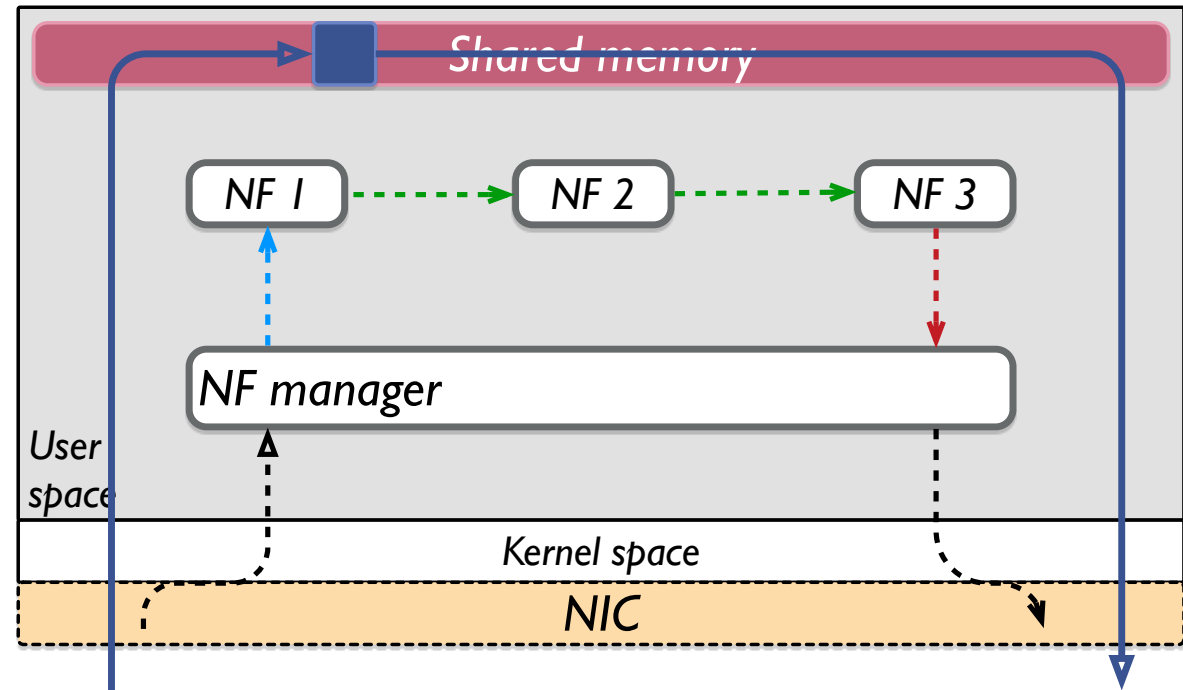 Shared memory
NF 1
NF 2
NF 3
NF manager
User
space
Kernel space
NIC